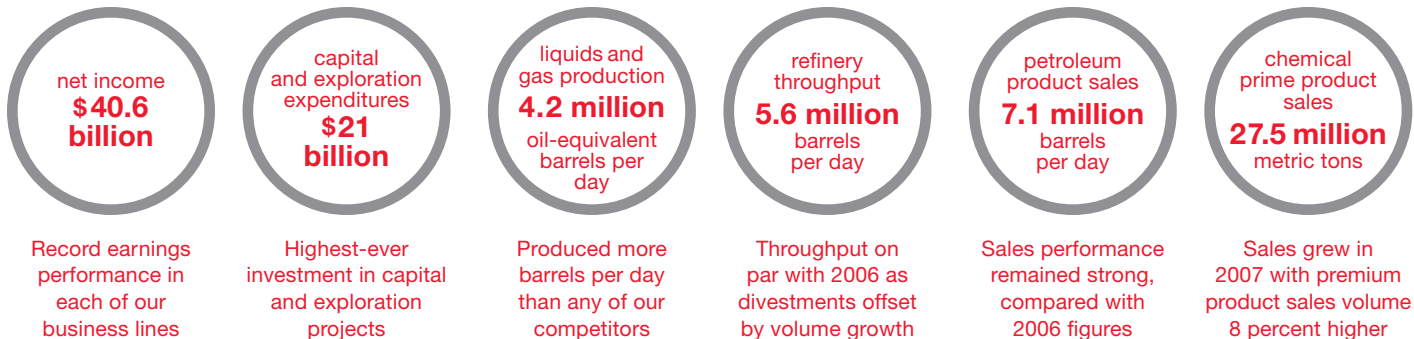 net income
$40.6
billion
capital
and exploration
expenditures
$21
billion
liquids and
gas production
4.2 million
oil-equivalent
barrels per
day
refinery
throughput
5.6 million
barrels
per day
petroleum
product sales
7.1 million
barrels
per day
chemical
prime product
sales
27.5 million
metric tons
Record earnings
performance in
each of our
business lines
Highest-ever
investment in capital
and exploration
projects
Produced more
barrels per day
than any of our
competitors
Throughput on
par with 2006 as
divestments offset
by volume growth
Sales performance
remained strong,
compared with
2006 figures
Sales grew in
2007 with premium
product sales volume
8 percent higher